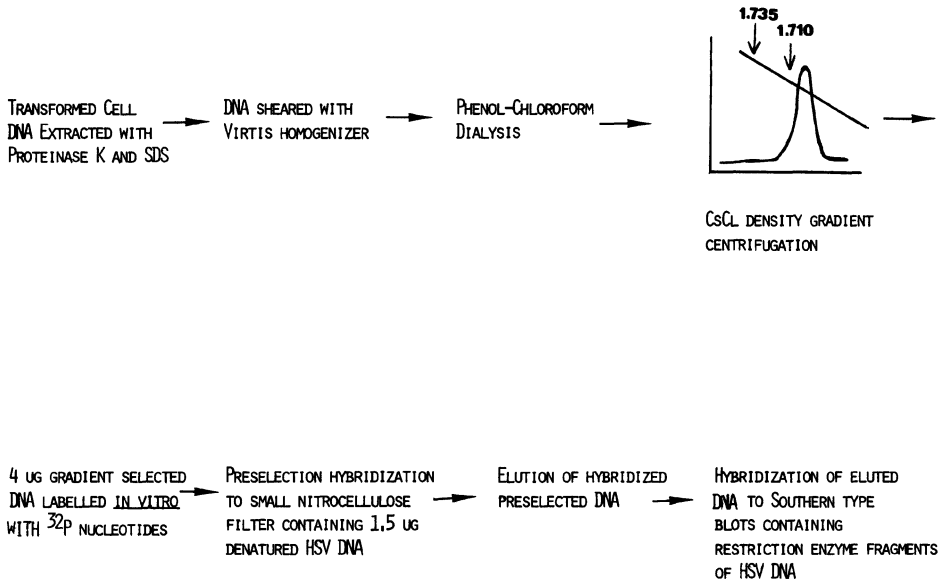 1.735
1.710
TRANSFORMED CELL
DNA EXTRACTED WITH
PROTEINASE K AND SDS
DNA SHEARED WITH
VIRTIS HOMOGENIZER
PHENOL-CHLOROFORM
DIALYSIS
CSCL DENSITY GRADIENT
CENTRIFUGATION
4 UG GRADIENT SELECTED
DNA LABELLED IN VITRO
WITH 32P NUCLEOTIDES
PRESELECTION HYBRIDIZATION
TO SMALL NITROCELLULOSE
FILTER CONTAINING 1.5 UG
DENATURED HSV DNA
ELUTION OF HYBRIDIZED
PRESELECTED DNA
HYBRIDIZATION OF ELUTED
DNA TO SOUTHERN TYPE
BLOTS CONTAINING
RESTRICTION ENZYME FRAGMENTS
OF HSV DNA